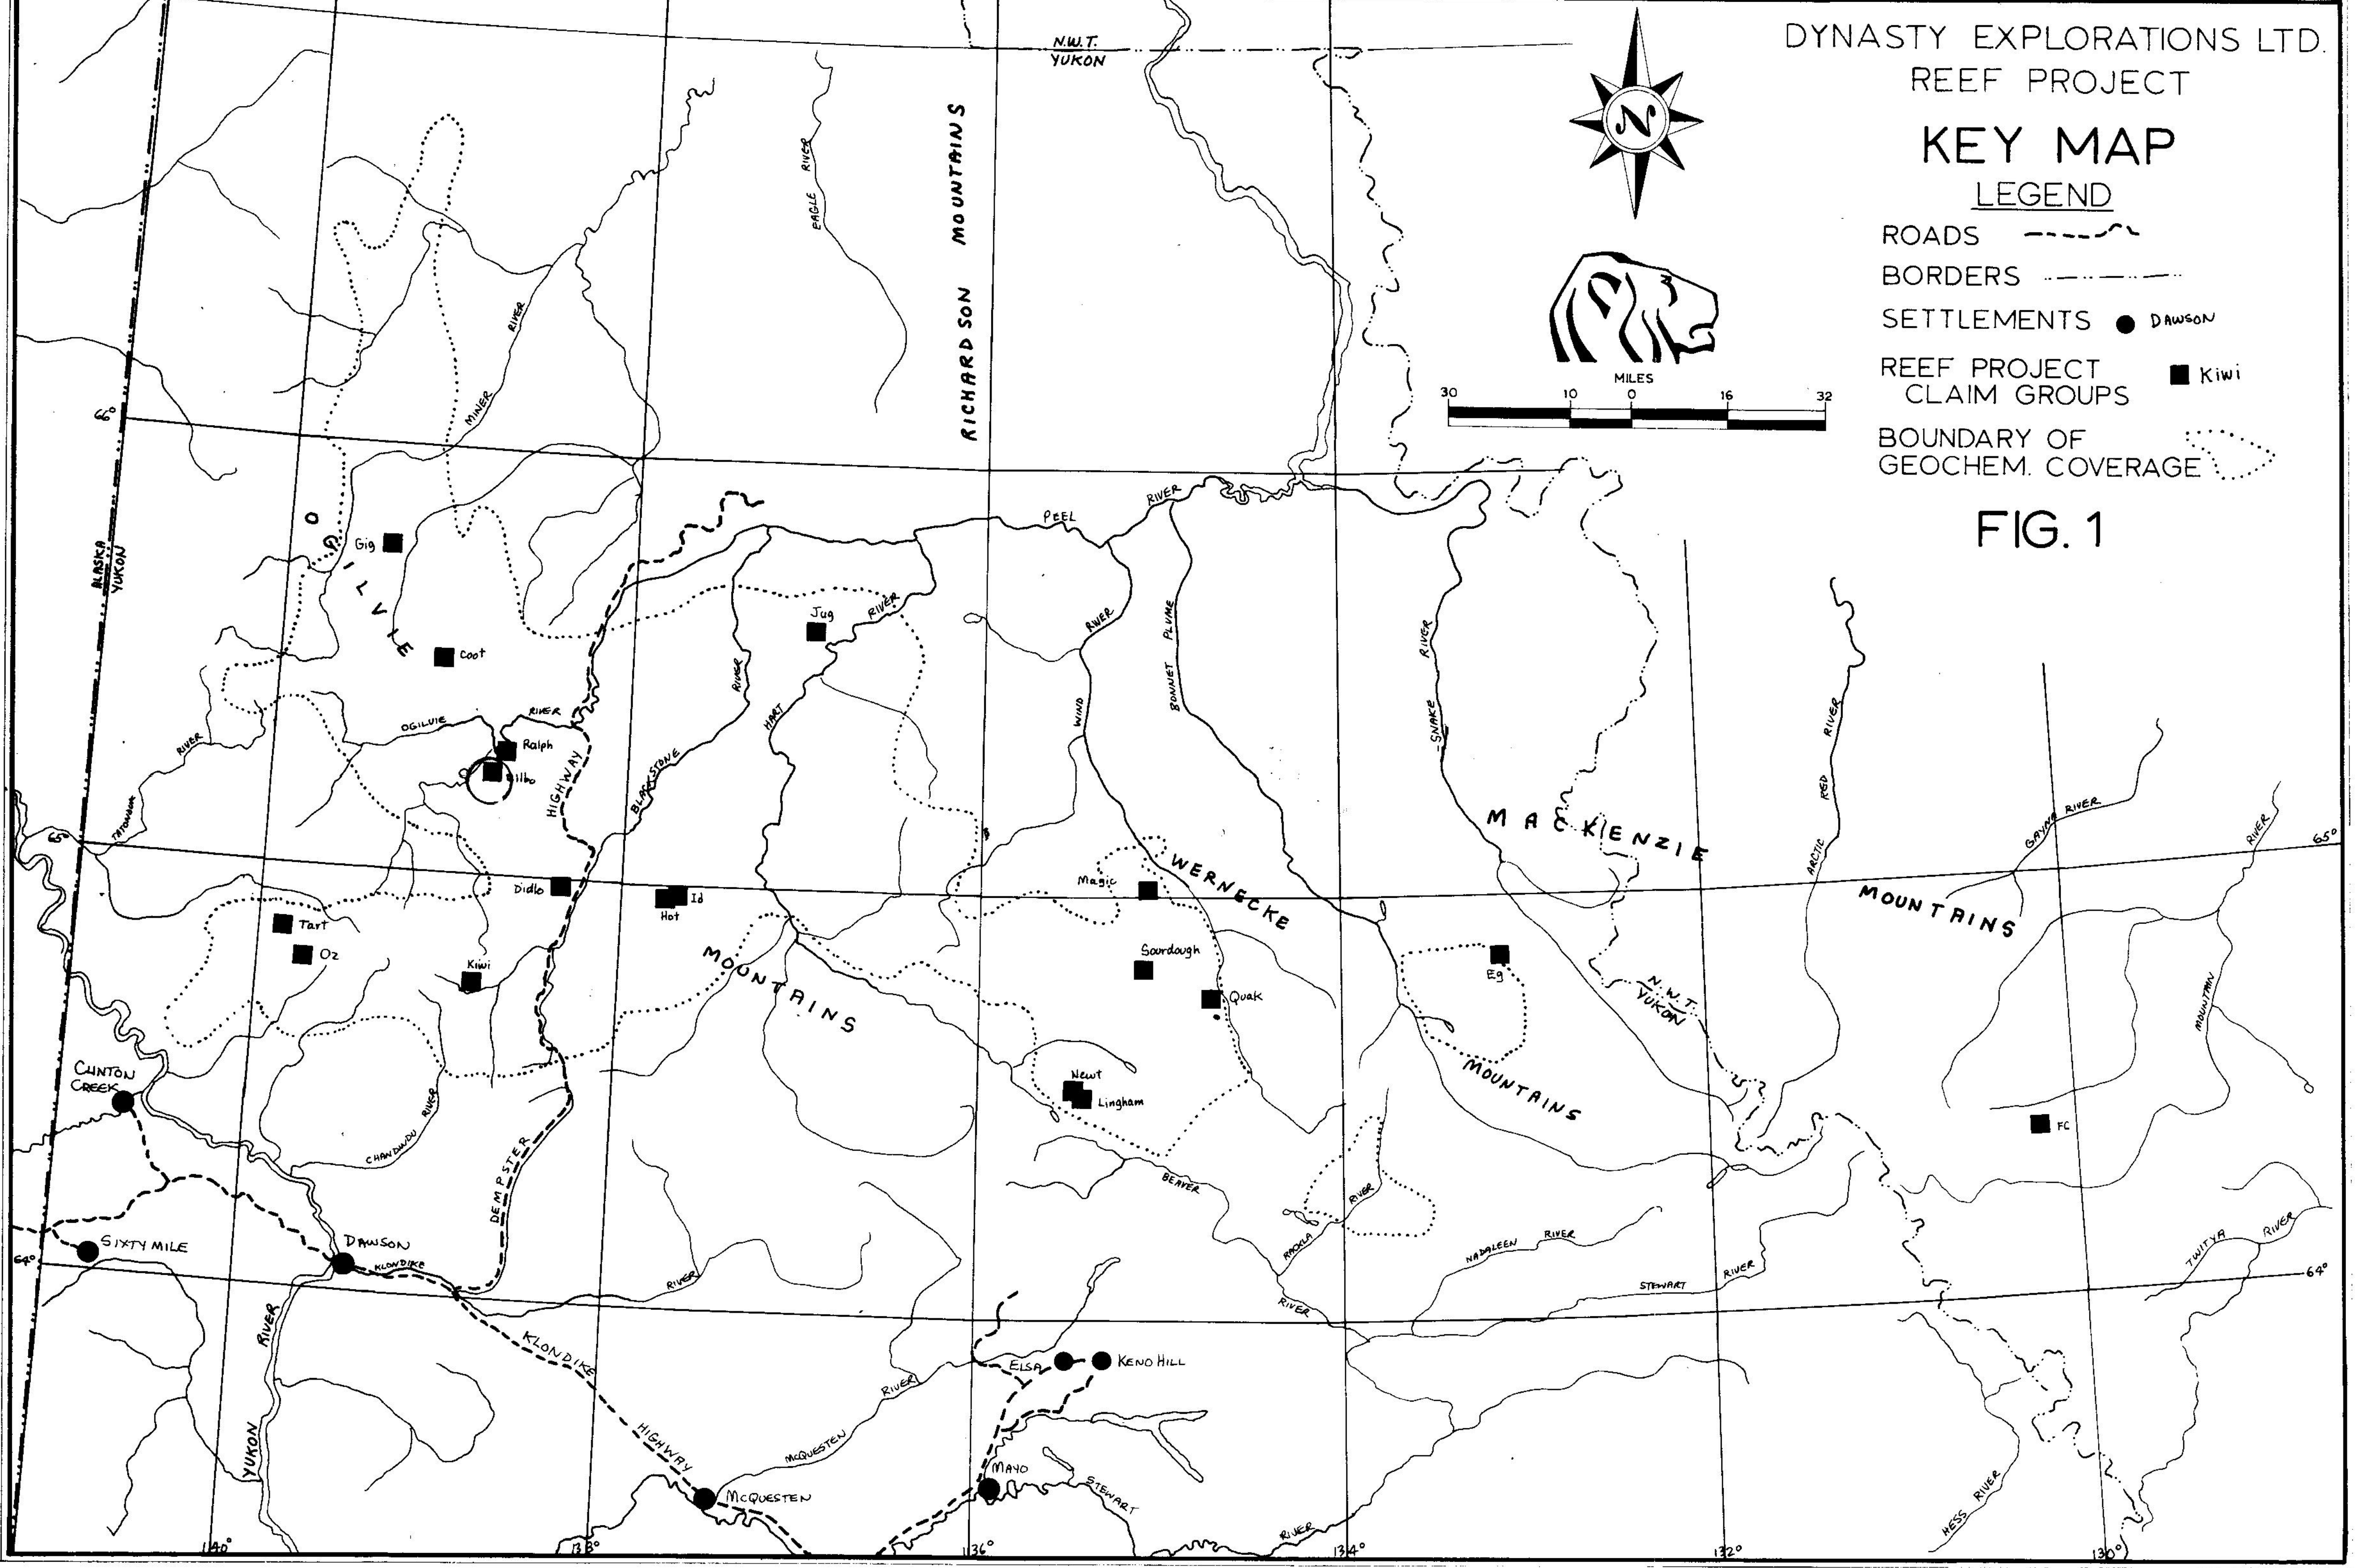 DYNASTY EXPLORATIONS LTD.
REEF PROJECT
KEY MAP
LEGEND
ROADS
BORDERS
SETTLEMENTS DAWSON
REEF PROJECT
CLAIM GROUPS Kiwi
BOUNDARY OF
GEOCHEM. COVERAGE
FIG. 1
N
MILES
30 10 0 16 32
N.W.T.
YUKON
RICHARDSON MOUNTAINS
EAGLE RIVER
MINER RIVER
66°
ALASKA
YUKON
OGILVIE
Gig
Coot
PEEL RIVER
Jug
HART RIVER
WIND RIVER
BONNET PLUME
SNAKE RIVER
ARCTIC RED RIVER
GAYNA RIVER
OGILVIE RIVER
Ralph
HIGHWAY
BLACKSTONE RIVER
TATONDUK RIVER
65°
65°
MACKENZIE
MOUNTAINS
WERNECKE
MOUNTAINS
Didlo
Id
Hot
Magic
Tart
Oz
Kiwi
MOUNTAINS
Sourdough
Quak
Eg
N.W.T.
YUKON
MOUNTAIN RIVER
Newt
Lingham
FC
CLINTON
CREEK
CHANDINDU RIVER
DEMPSTER
BEAVER
RIVER
RACKLA RIVER
NADALEEN RIVER
STEWART RIVER
TWITYA RIVER
SIXTY MILE
DAWSON
KLONDIKE
RIVER
64°
64°
YUKON RIVER
KLONDIKE
HIGHWAY
ELSA
KENO HILL
McQUESTEN RIVER
McQUESTEN
MAYO
STEWART
RIVER
HESS RIVER
140° 138° 136° 134° 132° 130°